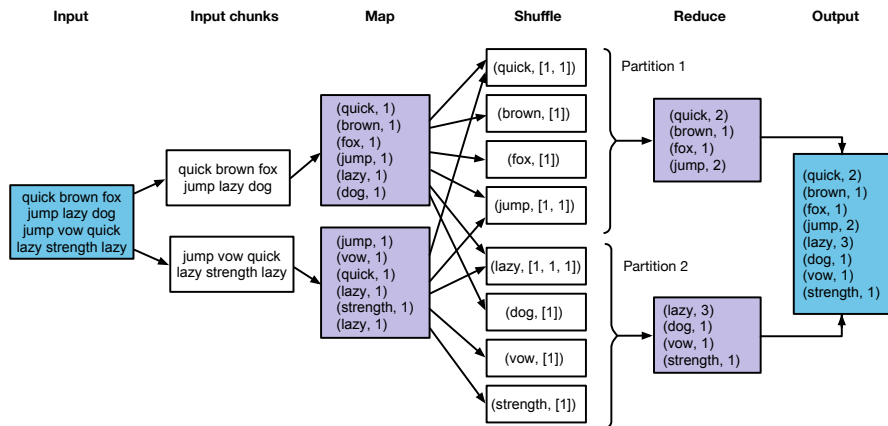 Input
Input chunks
Map
Shuffle
Reduce
Output
quick brown fox
jump lazy dog
jump vow quick
lazy strength lazy
quick brown fox
jump lazy dog
jump vow quick
lazy strength lazy
(quick, 1)
(brown, 1)
(fox, 1)
(jump, 1)
(lazy, 1)
(dog, 1)
(jump, 1)
(vow, 1)
(quick, 1)
(lazy, 1)
(strength, 1)
(lazy, 1)
(quick, [1, 1])
(brown, [1])
(fox, [1])
(jump, [1, 1])
(lazy, [1, 1, 1])
(dog, [1])
(vow, [1])
(strength, [1])
Partition 1
Partition 2
(quick, 2)
(brown, 1)
(fox, 1)
(jump, 2)
(lazy, 3)
(dog, 1)
(vow, 1)
(strength, 1)
(quick, 2)
(brown, 1)
(fox, 1)
(jump, 2)
(lazy, 3)
(dog, 1)
(vow, 1)
(strength, 1)